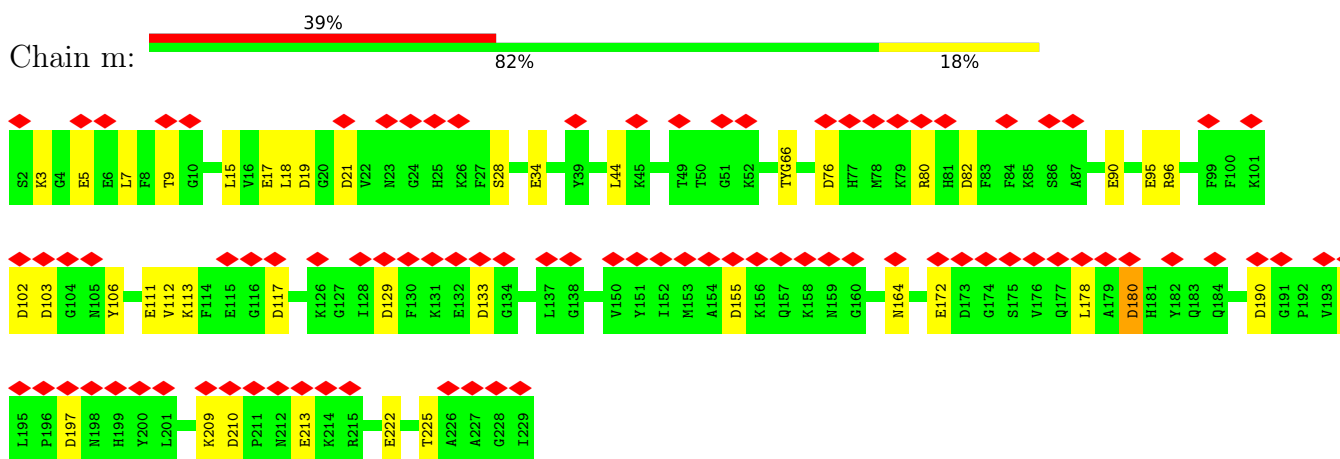 39%
Chain m:
82% 18%
S2 K3 G4 E5 E6 L7 F8 T9 G10 L15 V16 E17 L18 D19 G20 D21 V22 N23 G24 H25 K26 F27 S28 E34 Y39 L44 K45 T49 T50 G51 K52 TYG66 D76 H77 M78 K79 R80 H81 D82 F83 F84 K85 S86 A87 E90 E95 R96 F99 F100 K101
D102 D103 G104 N105 Y106 E111 V112 K113 F114 E115 G116 D117 K126 G127 I128 D129 F130 K131 E132 D133 G134 L137 G138 V150 Y151 I152 M153 A154 D155 K156 Q157 K158 N159 G160 N164 E172 D173 G174 S175 V176 Q177 L178 A179 D180 H181 Y182 Q183 Q184 D190 G191 P192 V193
L195 P196 D197 N198 H199 Y200 L201 K209 D210 P211 N212 E213 K214 R215 E222 T225 A226 A227 G228 I229